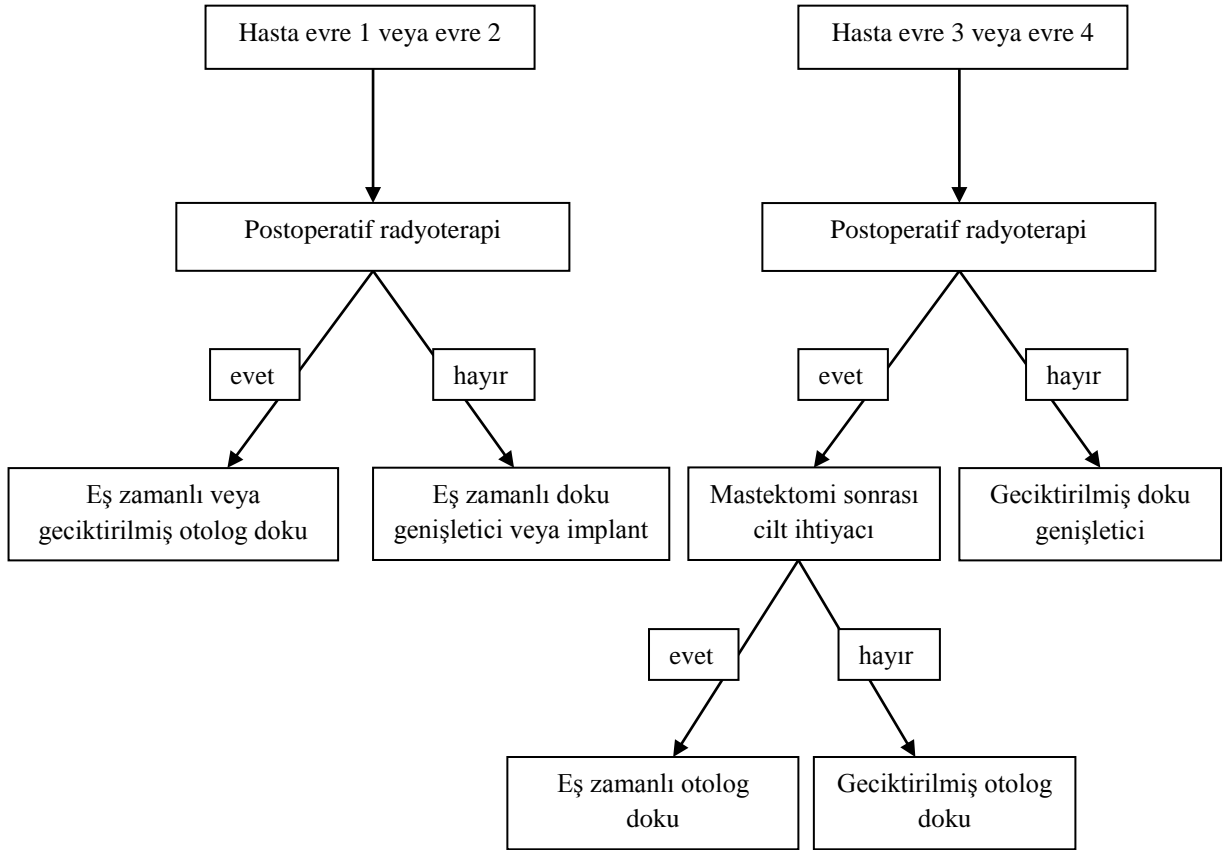 Hasta evre 1 veya evre 2
Hasta evre 3 veya evre 4
Postoperatif radyoterapi
Postoperatif radyoterapi
evet
hayır
evet
hayır
Eş zamanlı veya
geciktirilmiş otolog doku
Eş zamanlı doku
genişletici veya implant
Mastektomi sonrası
cilt ihtiyacı
Geciktirilmiş doku
genişletici
evet
hayır
Eş zamanlı otolog
doku
Geciktirilmiş otolog
doku